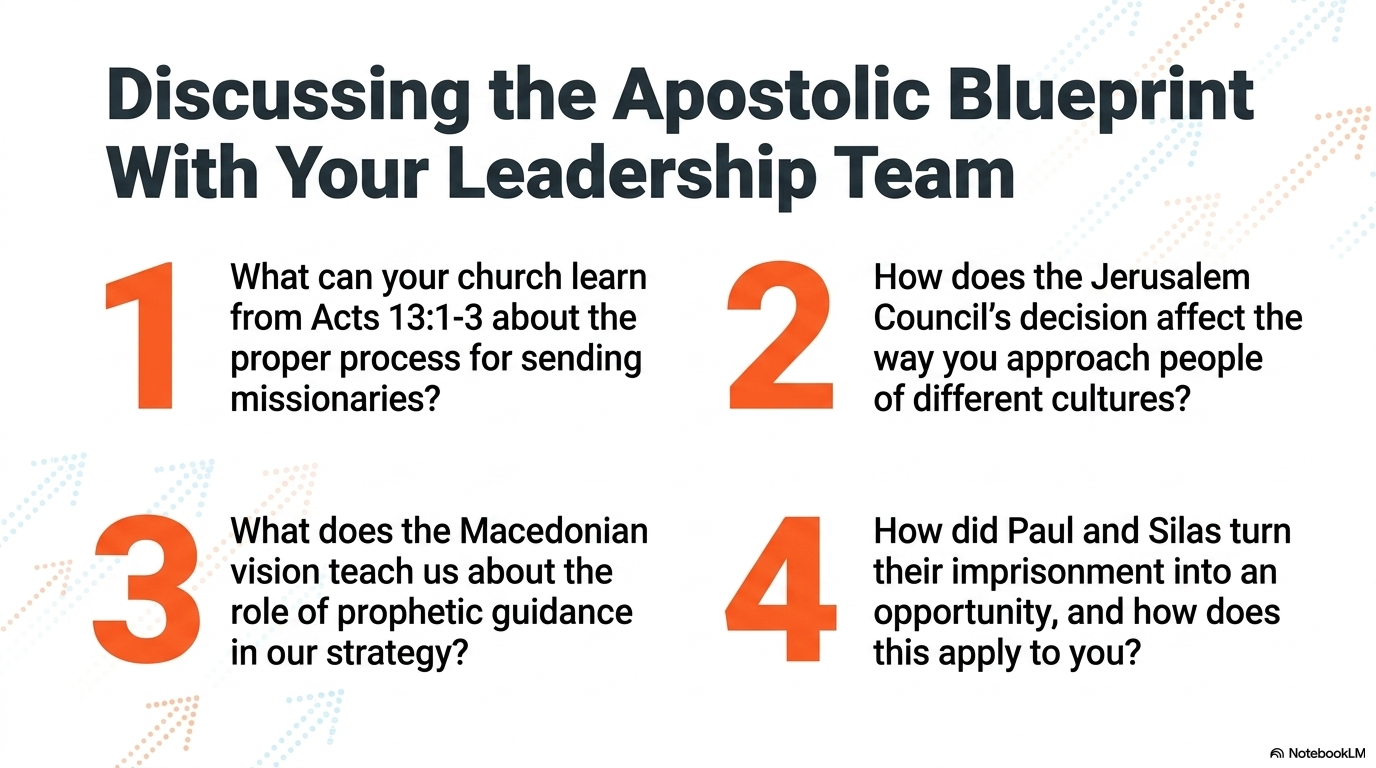 Discussing the Apostolic Blueprint
With Your Leadership Team
1
What can your church learn
from Acts 13:1-3 about the
proper process for sending
missionaries?
2
How does the Jerusalem
Council’s decision affect the
way you approach people
of different cultures?
3
What does the Macedonian
vision teach us about the
role of prophetic guidance
in our strategy?
4
How did Paul and Silas turn
their imprisonment into an
opportunity, and how does
this apply to you?
NotebookLM